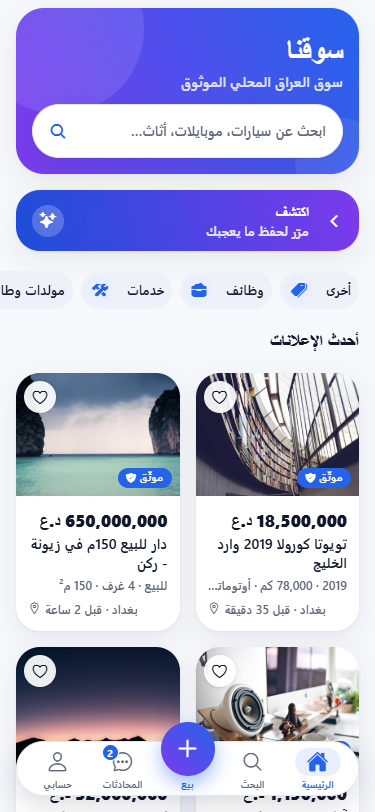 سوقنا
سوق العراق المحلي الموثوق
ابحث عن سيارات، موبايلات، أثاث...
اكتشف
مرّر لحفظ ما يعجبك
أخرى
وظائف
خدمات
مولدات وطا
أحدث الإعلانات
موثّق
18,500,000 د.ع
تويوتا كورولا 2019 وارد
الخليج
2019 · 78,000 كم · أوتومات...
بغداد · قبل 35 دقيقة
موثّق
650,000,000 د.ع
دار للبيع 150م في زيونة
- ركن
للبيع · 4 غرف · 150 م²
بغداد · قبل 2 ساعة
الرئيسية
البحث
بيع
المحادثات
2
حسابي